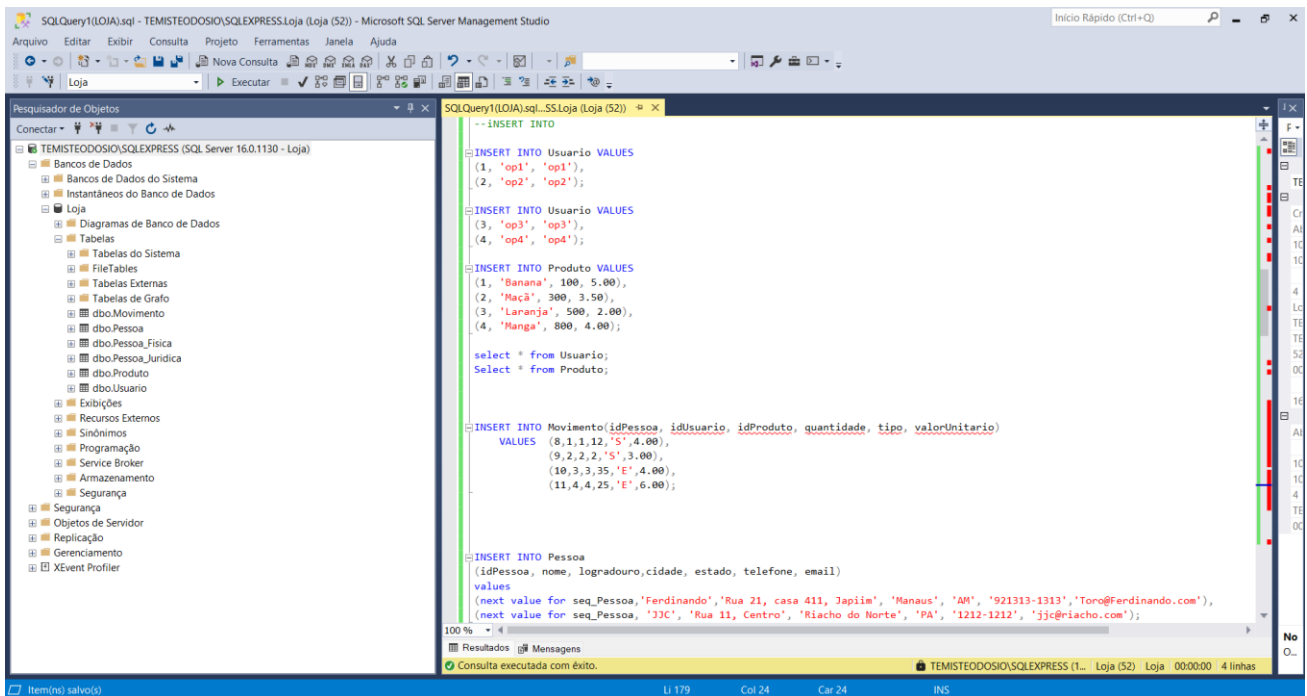 SQLQuery1(LOJA).sql - TEMISTEODOSIO\SQLEXPRESS.Loja (Loja (52)) - Microsoft SQL Server Management Studio
Início Rápido (Ctrl+Q)
Arquivo Editar Exibir Consulta Projeto Ferramentas Janela Ajuda
Nova Consulta
Loja
Executar
Pesquisador de Objetos
Conectar
TEMISTEODOSIO\SQLEXPRESS (SQL Server 16.0.1130 - Loja)
Bancos de Dados
Bancos de Dados do Sistema
Instantâneos do Banco de Dados
Loja
Diagramas de Banco de Dados
Tabelas
Tabelas do Sistema
FileTables
Tabelas Externas
Tabelas de Grafo
dbo.Movimento
dbo.Pessoa
dbo.Pessoa_Fisica
dbo.Pessoa_Juridica
dbo.Produto
dbo.Usuario
Exibições
Recursos Externos
Sinônimos
Programação
Service Broker
Armazenamento
Segurança
Segurança
Objetos de Servidor
Replicação
Gerenciamento
XEvent Profiler
SQLQuery1(LOJA).sql...SS.Loja (Loja (52))
--iNSERT INTO
INSERT INTO Usuario VALUES
(1, 'op1', 'op1'),
(2, 'op2', 'op2');
INSERT INTO Usuario VALUES
(3, 'op3', 'op3'),
(4, 'op4', 'op4');
INSERT INTO Produto VALUES
(1, 'Banana', 100, 5.00),
(2, 'Maçã', 300, 3.50),
(3, 'Laranja', 500, 2.00),
(4, 'Manga', 800, 4.00);
select * from Usuario;
Select * from Produto;
INSERT INTO Movimento(idPessoa, idUsuario, idProduto, quantidade, tipo, valorUnitario)
VALUES (8,1,1,12,'S',4.00),
(9,2,2,2,'S',3.00),
(10,3,3,35,'E',4.00),
(11,4,4,25,'E',6.00);
INSERT INTO Pessoa
(idPessoa, nome, logradouro,cidade, estado, telefone, email)
values
(next value for seq_Pessoa,'Ferdinando','Rua 21, casa 411, Japiim', 'Manaus', 'AM', '921313-1313','Toro@Ferdinando.com'),
(next value for seq_Pessoa, 'JJC', 'Rua 11, Centro', 'Riacho do Norte', 'PA', '1212-1212', 'jjc@riacho.com');
100 %
Resultados Mensagens
Consulta executada com êxito.
TEMISTEODOSIO\SQLEXPRESS (1... Loja (52) Loja 00:00:00 4 linhas
Item(ns) salvo(s)
Li 179 Col 24 Car 24 INS
No